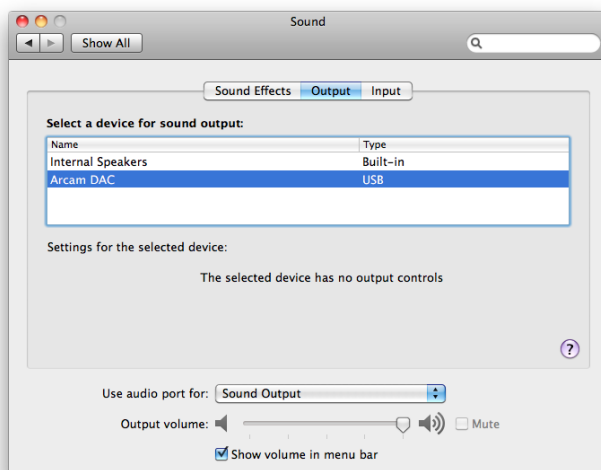 Sound
Show All
Sound Effects Output Input
Select a device for sound output:
Name Type
Internal Speakers Built-in
Arcam DAC USB
Settings for the selected device:
The selected device has no output controls
?
Use audio port for: Sound Output
Output volume: Mute
Show volume in menu bar